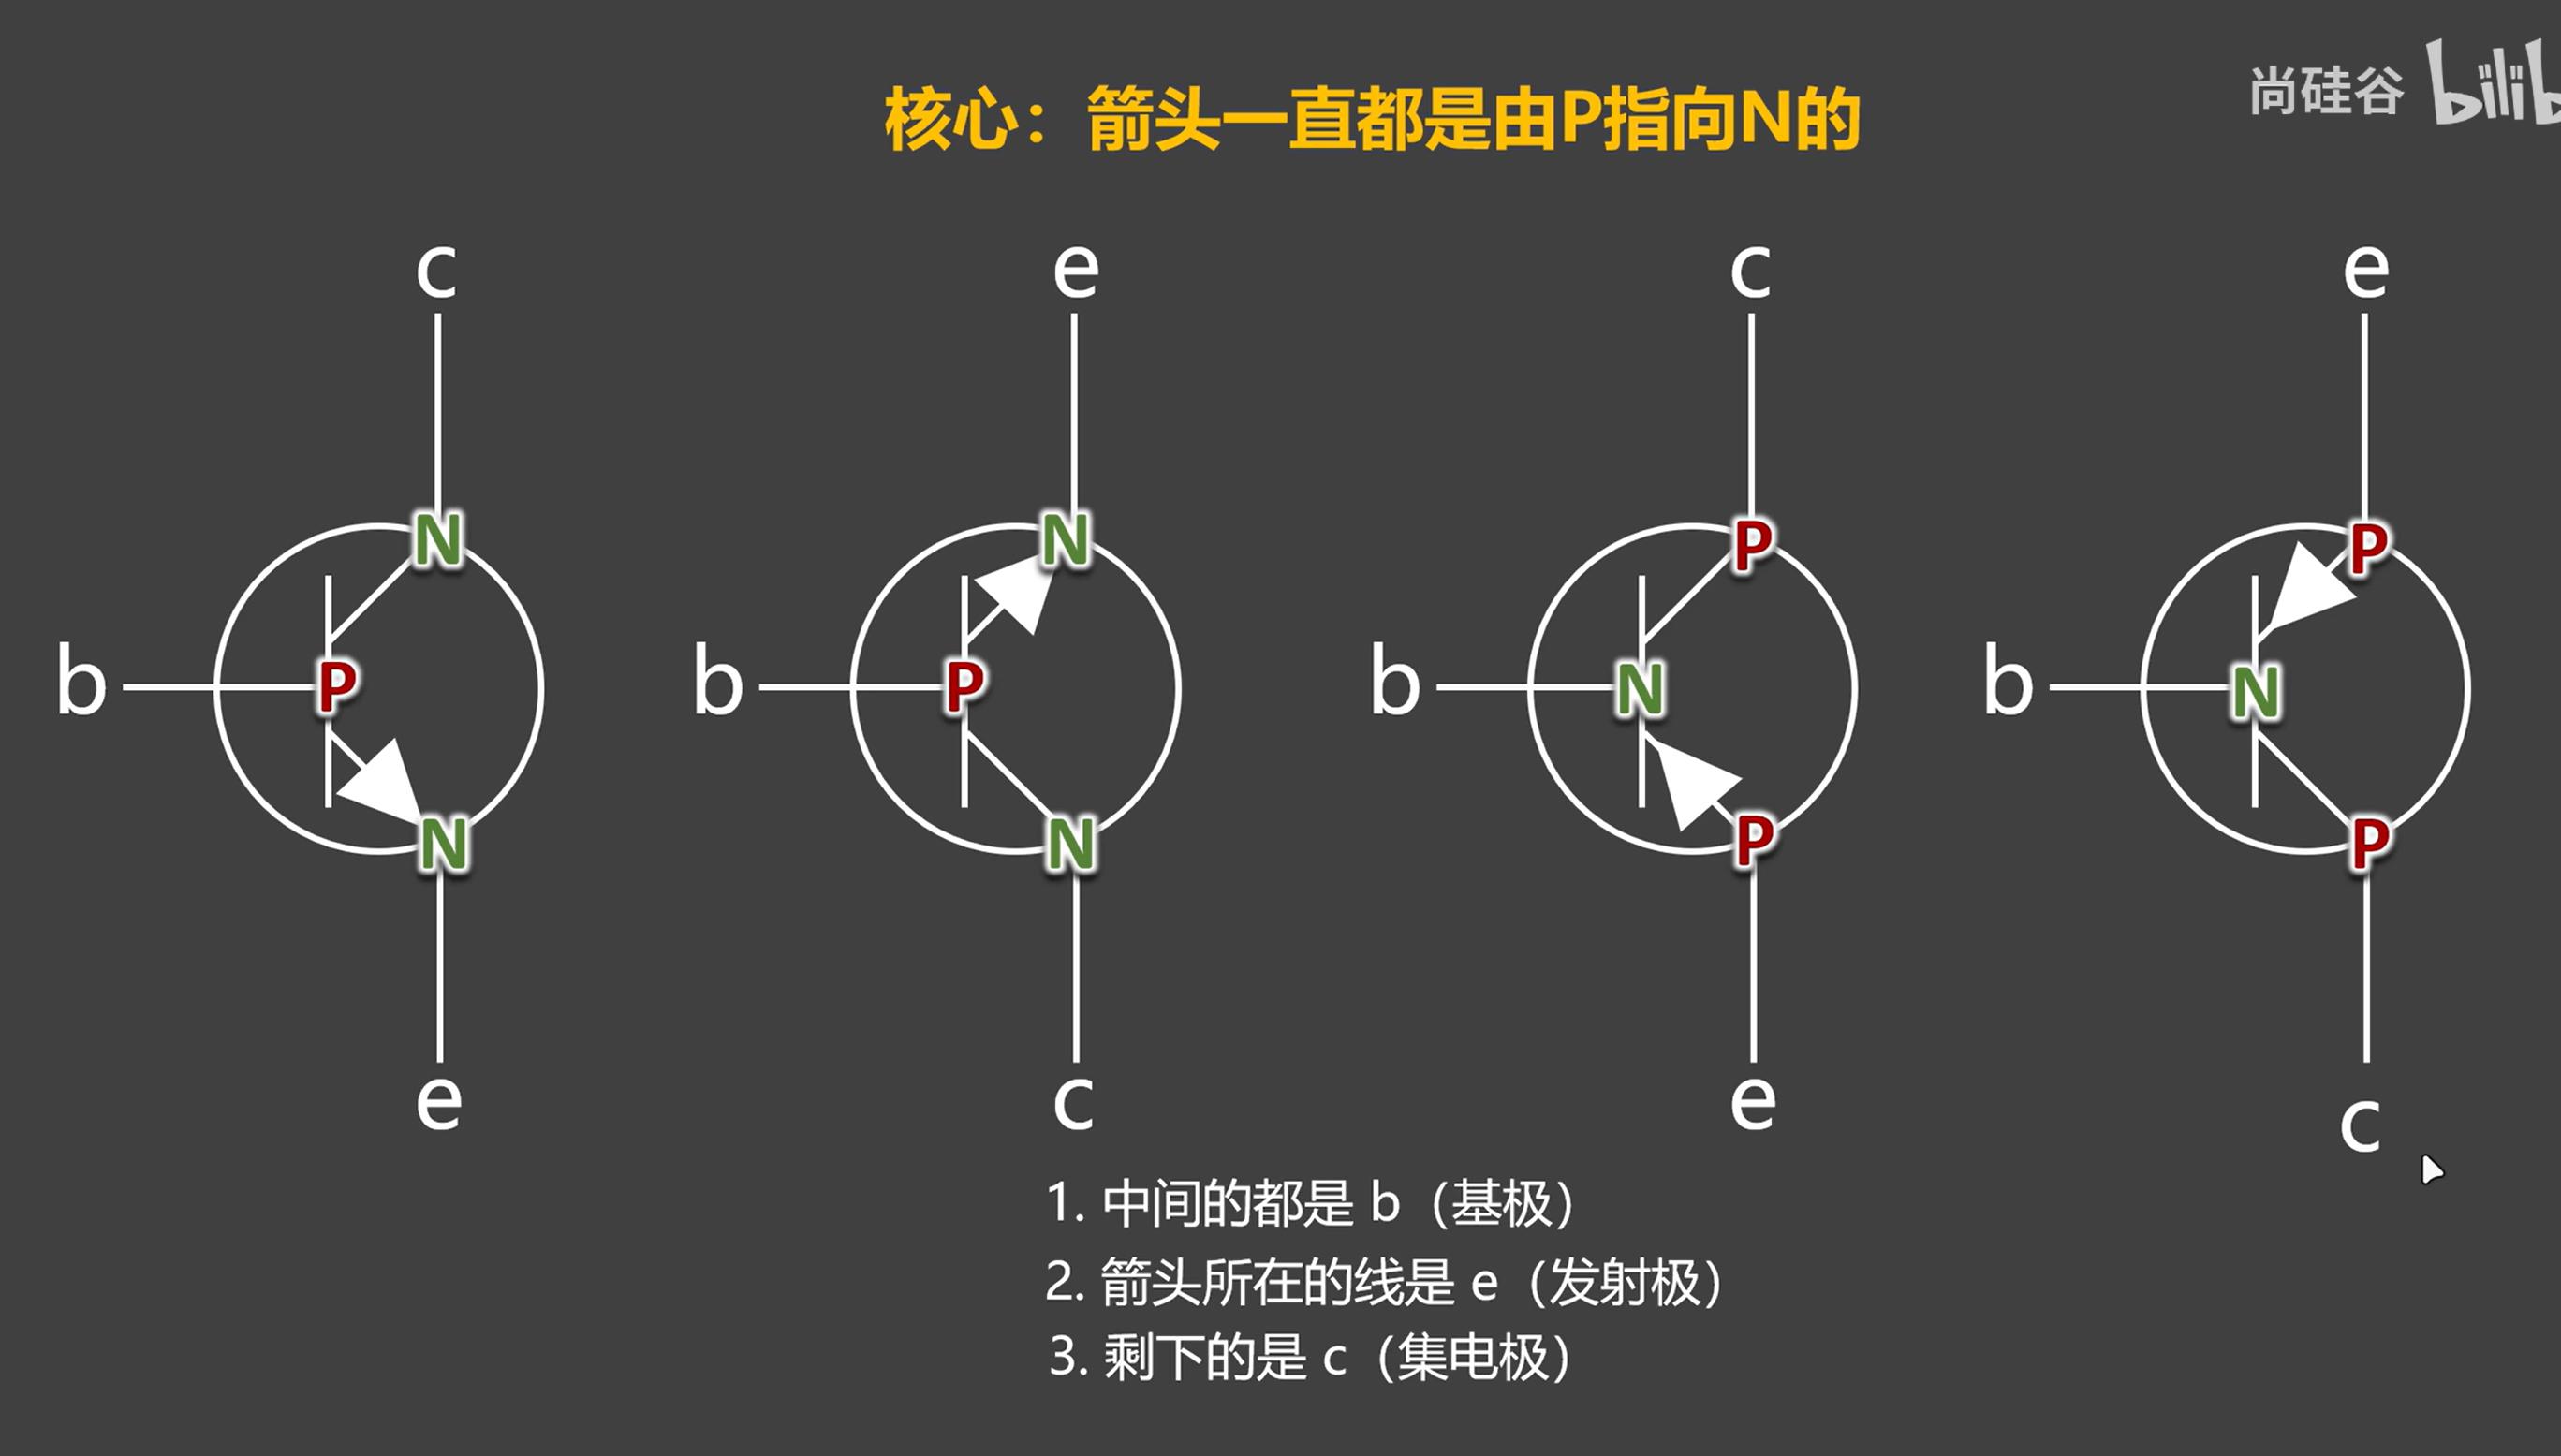 尚硅谷
核心：箭头一直都是由P指向N的
c e c e
N N P P
b P b P b N b N
N N P P
e c e c
1. 中间的都是 b（基极）
2. 箭头所在的线是 e（发射极）
3. 剩下的是 c（集电极）